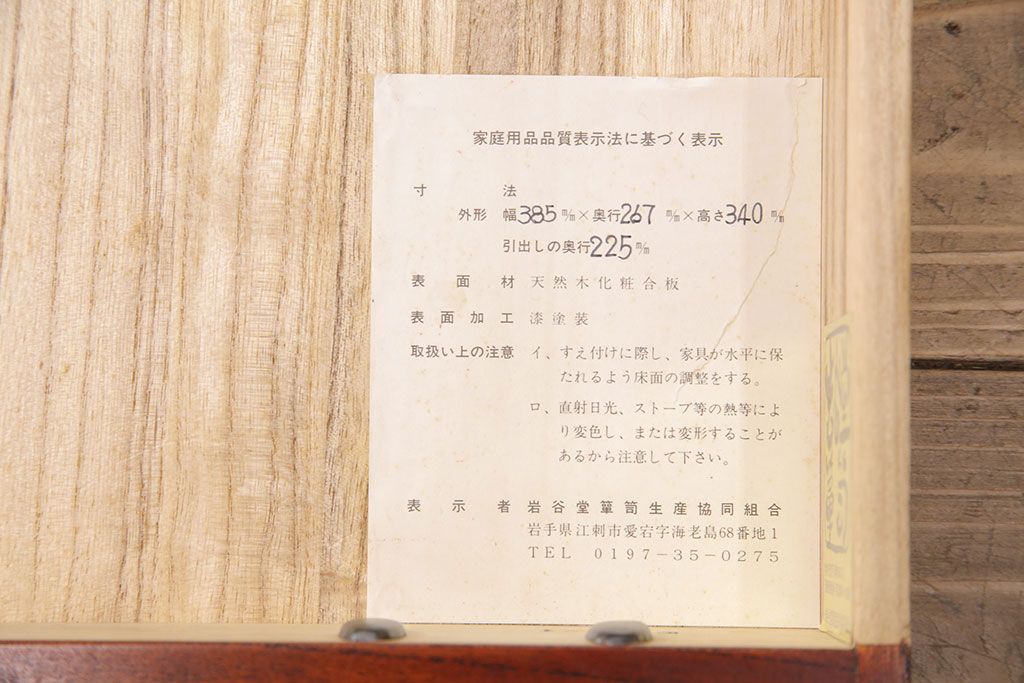 家庭用品品質表示法に基づく表示
寸法
外形 幅385㎜×奥行267㎜×高さ340㎜
引出しの奥行225㎜
表面材 天然木化粧合板
表面加工 漆塗装
取扱い上の注意 イ、すえ付けに際し、家具が水平に保
たれるよう床面の調整をする。
ロ、直射日光、ストーブ等の熱等によ
り変色し、または変形することが
あるから注意して下さい。
表示者 岩谷堂簞笥生産協同組合
岩手県江刺市愛宕字海老島68番地1
TEL 0197-35-0275